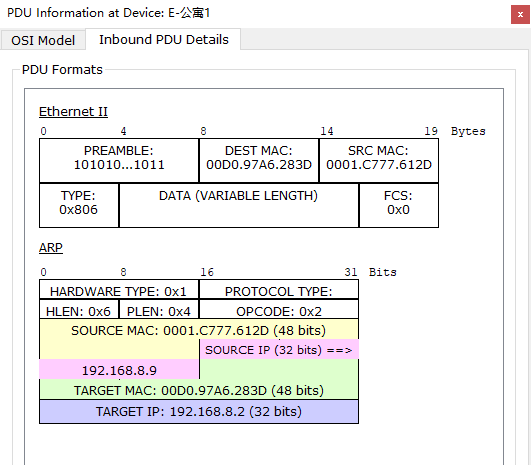 PDU Information at Device: E-公寓1
x
OSI Model Inbound PDU Details
PDU Formats
Ethernet II
0 4 8 14 19 Bytes
PREAMBLE: DEST MAC: SRC MAC:
101010...1011 00D0.97A6.283D 0001.C777.612D
TYPE: DATA (VARIABLE LENGTH) FCS:
0x806 0x0
ARP
0 8 16 31 Bits
HARDWARE TYPE: 0x1 PROTOCOL TYPE:
HLEN: 0x6 PLEN: 0x4 OPCODE: 0x2
SOURCE MAC: 0001.C777.612D (48 bits)
SOURCE IP (32 bits) ==>
192.168.8.9
TARGET MAC: 00D0.97A6.283D (48 bits)
TARGET IP: 192.168.8.2 (32 bits)